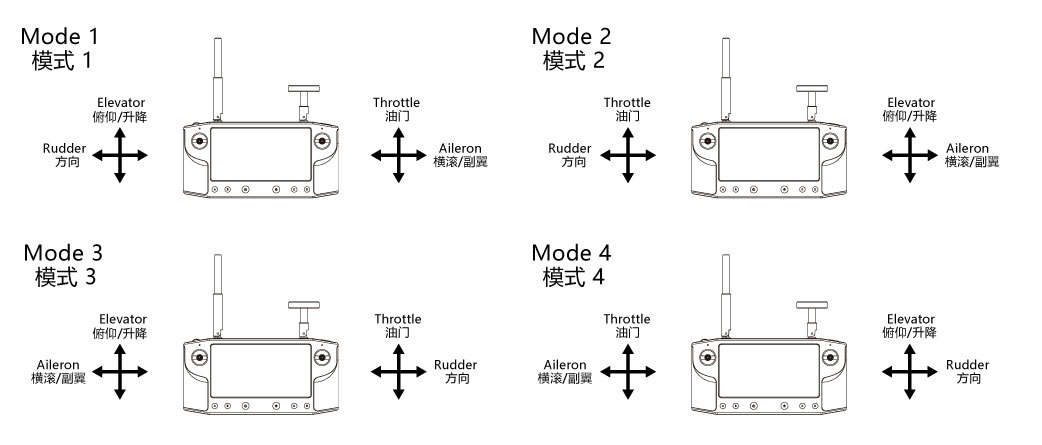 Mode 1
模式 1
Elevator
俯仰/升降
Rudder
方向
Throttle
油门
Aileron
横滚/副翼
Mode 2
模式 2
Throttle
油门
Rudder
方向
Elevator
俯仰/升降
Aileron
横滚/副翼
Mode 3
模式 3
Elevator
俯仰/升降
Aileron
横滚/副翼
Throttle
油门
Rudder
方向
Mode 4
模式 4
Throttle
油门
Aileron
横滚/副翼
Elevator
俯仰/升降
Rudder
方向